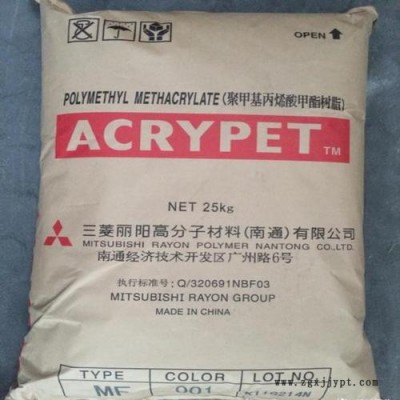 OPEN
POLYMETHYL METHACRYLATE (聚甲基丙烯酸甲酯树脂)
ACRYPET TM
NET 25kg
三菱丽阳高分子材料(南通)有限公司
MITSUBISHI RAYON POLYMER NANTONG CO.,LTD.
南通经济技术开发区广州路6号
执行标准号: Q/320691NBF03
MITSUBISHI RAYON GROUP
MADE IN CHINA
TYPE COLOR LOT NO.
MF 001
www.zgxjjypt.com